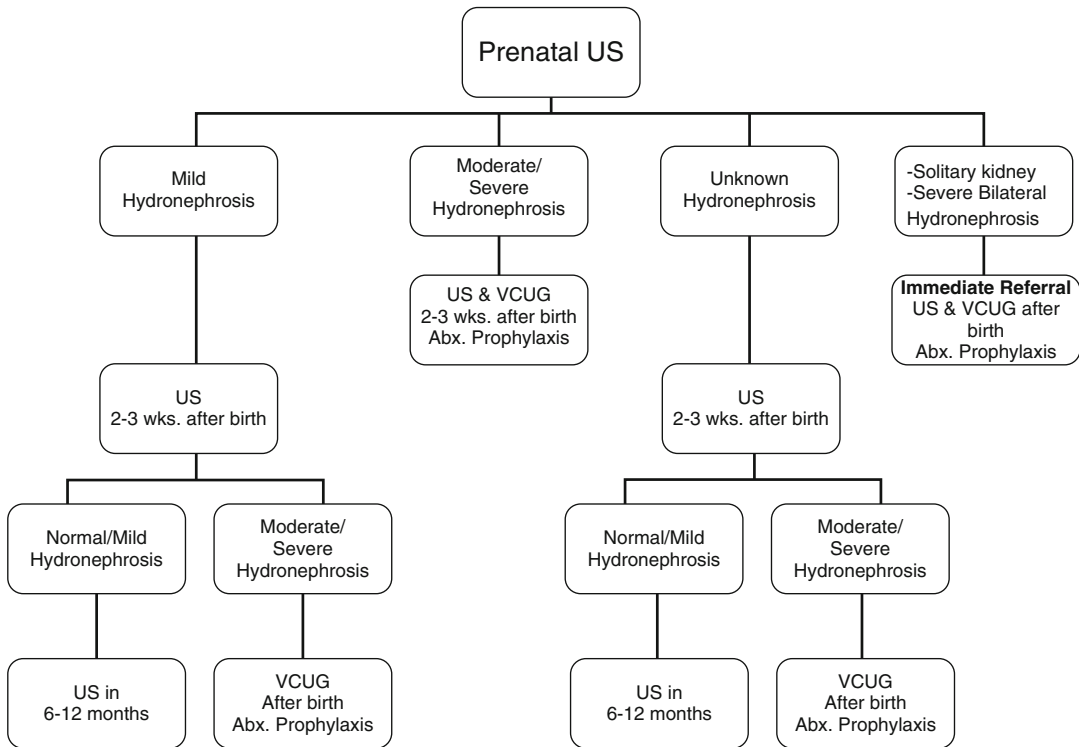 Prenatal US
Mild
Hydronephrosis
Moderate/
Severe
Hydronephrosis
Unknown
Hydronephrosis
-Solitary kidney
-Severe Bilateral
Hydronephrosis
US & VCUG
2-3 wks. after birth
Abx. Prophylaxis
Immediate Referral
US & VCUG after
birth
Abx. Prophylaxis
US
2-3 wks. after birth
US
2-3 wks. after birth
Normal/Mild
Hydronephrosis
Moderate/
Severe
Hydronephrosis
Normal/Mild
Hydronephrosis
Moderate/
Severe
Hydronephrosis
US in
6-12 months
VCUG
After birth
Abx. Prophylaxis
US in
6-12 months
VCUG
After birth
Abx. Prophylaxis